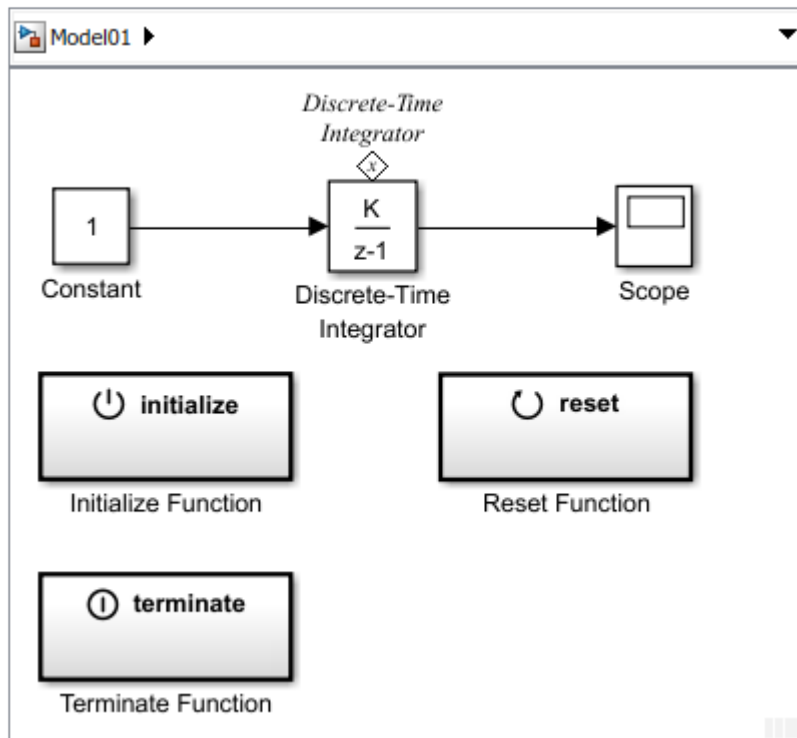 Model01
Discrete-Time
Integrator
x
1
K
z-1
Constant
Discrete-Time
Integrator
Scope
initialize
reset
Initialize Function
Reset Function
terminate
Terminate Function